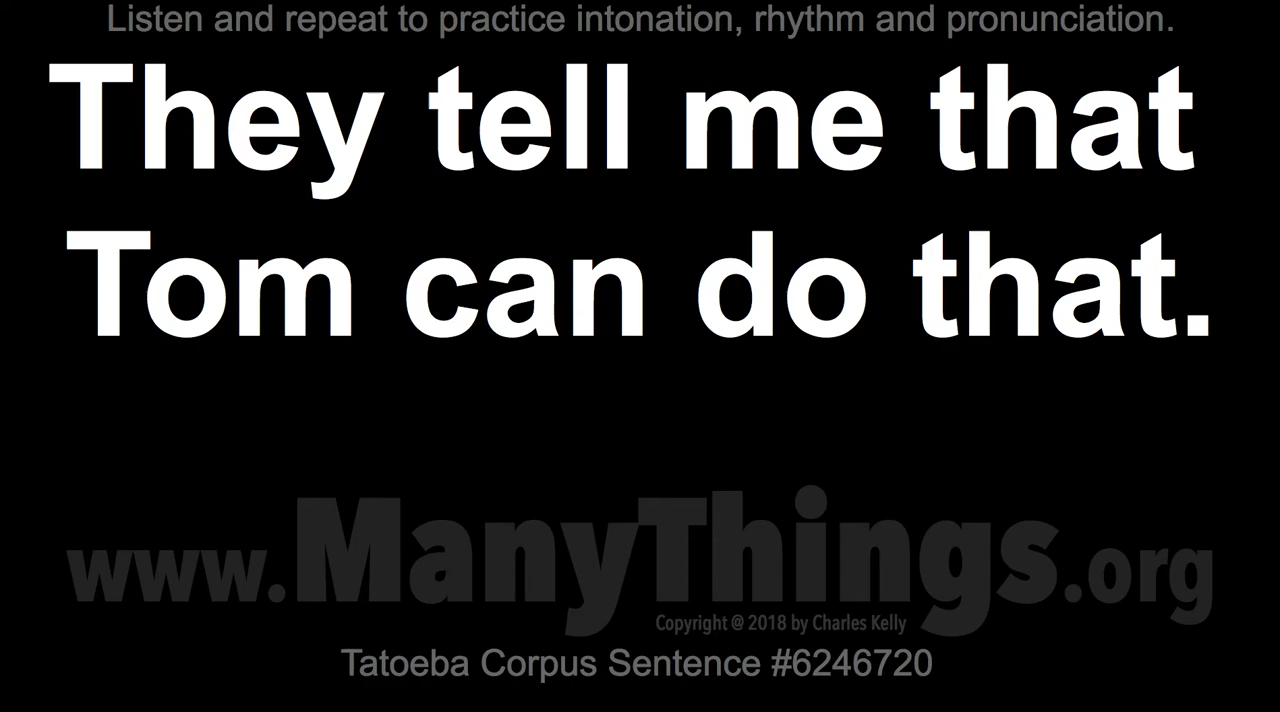 Listen and repeat to practice intonation, rhythm and pronunciation.
They tell me that
Tom can do that.
www.ManyThings.org
Copyright @ 2018 by Charles Kelly
Tatoeba Corpus Sentence #6246720